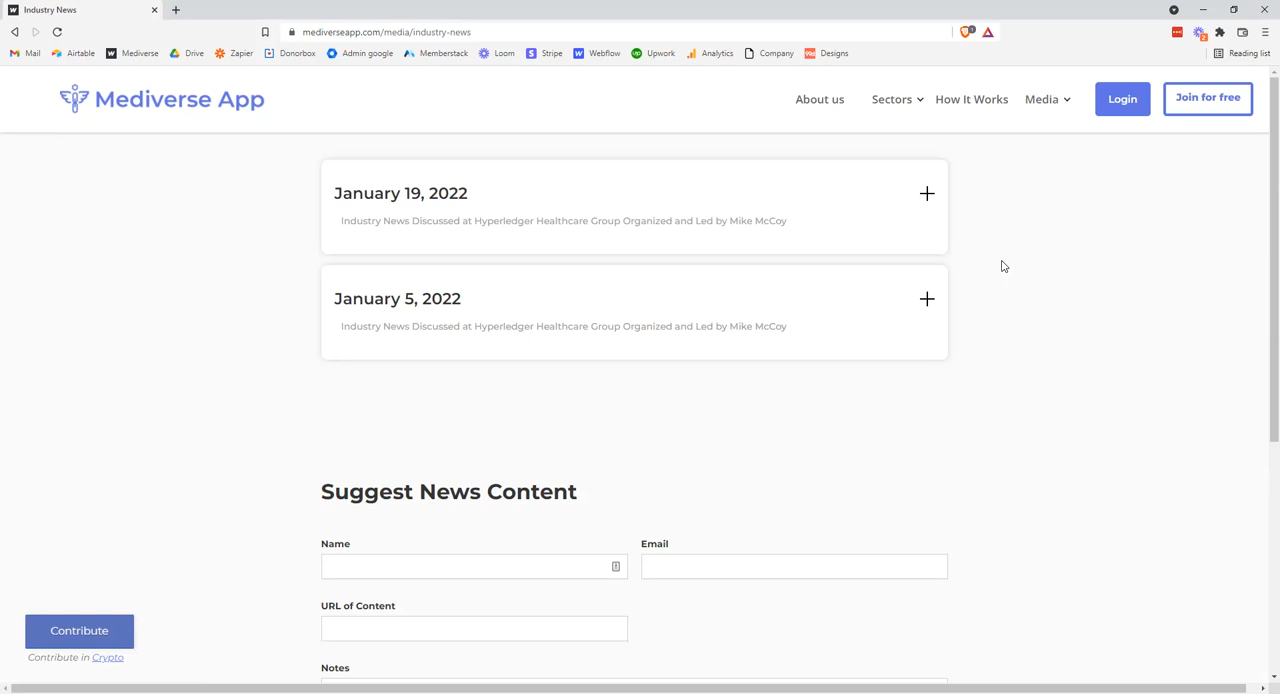 Industry News
mediverseapp.com/media/industry-news
1
2
Mail Airtable Mediverse Drive Zapier Donorbox Admin google Memberstack Loom Stripe Webflow Upwork Analytics Company Designs Reading list
Mediverse App
About us Sectors How It Works Media Login Join for free
January 19, 2022
Industry News Discussed at Hyperledger Healthcare Group Organized and Led by Mike McCoy
January 5, 2022
Industry News Discussed at Hyperledger Healthcare Group Organized and Led by Mike McCoy
Suggest News Content
Name Email
URL of Content
Contribute
Contribute in Crypto
Notes